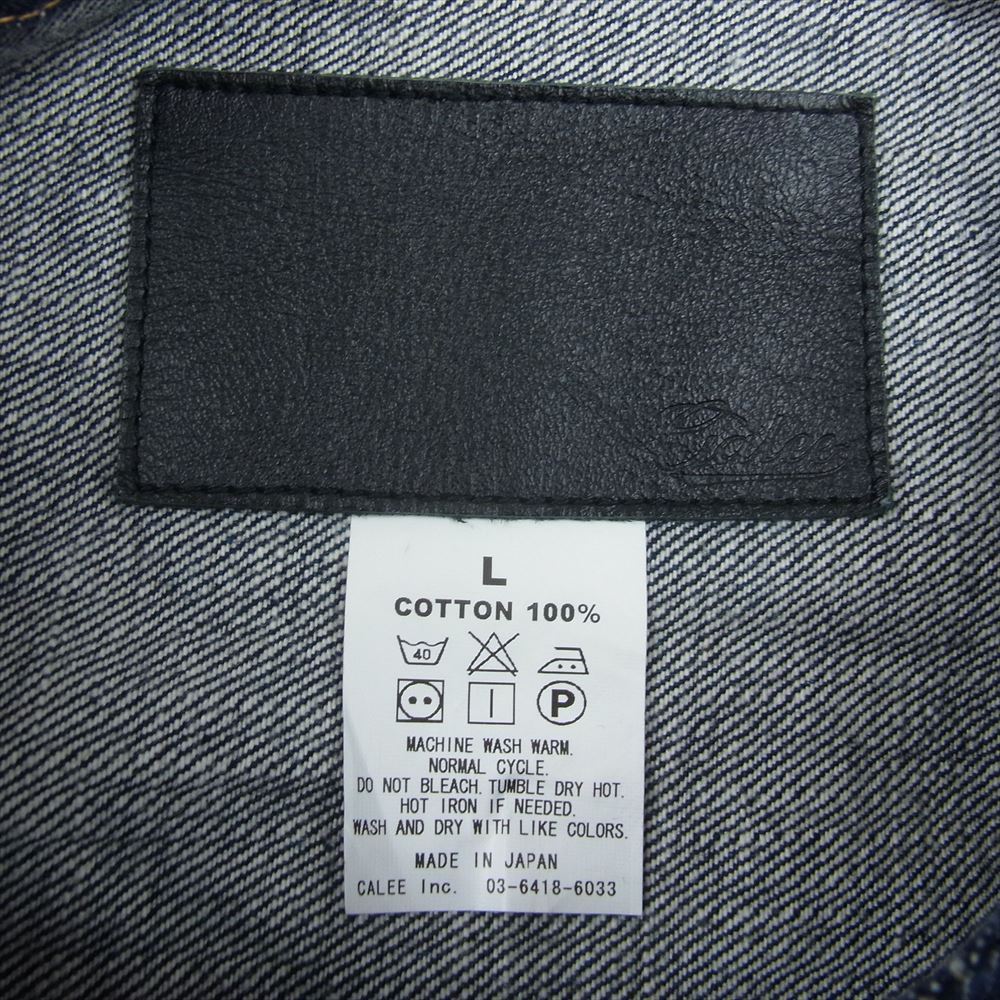 Calee
L
COTTON 100%
40
P
MACHINE WASH WARM.
NORMAL CYCLE.
DO NOT BLEACH. TUMBLE DRY HOT.
HOT IRON IF NEEDED.
WASH AND DRY WITH LIKE COLORS.
MADE IN JAPAN
CALEE Inc. 03-6418-6033